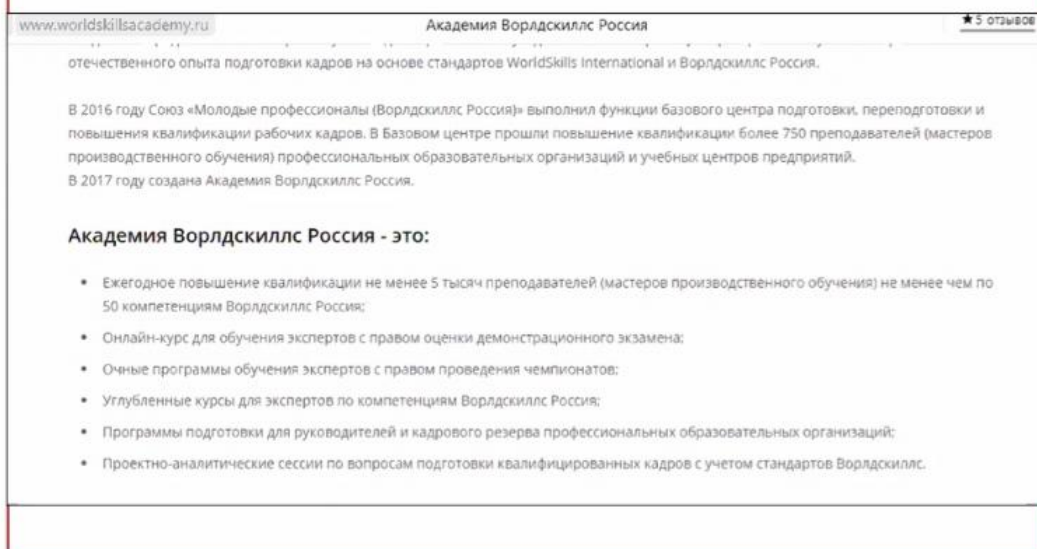 www.worldskillsacademy.ru
Академия Ворлдскиллс Россия
★5 отзывов
отечественного опыта подготовки кадров на основе стандартов WorldSkills International и Ворлдскиллс Россия.
В 2016 году Союз «Молодые профессионалы (Ворлдскиллс Россия)» выполнил функции базового центра подготовки, переподготовки и
повышения квалификации рабочих кадров. В Базовом центре прошли повышение квалификации более 750 преподавателей (мастеров
производственного обучения) профессиональных образовательных организаций и учебных центров предприятий.
В 2017 году создана Академия Ворлдскиллс Россия.
Академия Ворлдскиллс Россия - это:
• Ежегодное повышение квалификации не менее 5 тысяч преподавателей (мастеров производственного обучения) не менее чем по
50 компетенциям Ворлдскиллс Россия;
• Онлайн-курс для обучения экспертов с правом оценки демонстрационного экзамена;
• Очные программы обучения экспертов с правом проведения чемпионатов;
• Углубленные курсы для экспертов по компетенциям Ворлдскиллс Россия;
• Программы подготовки для руководителей и кадрового резерва профессиональных образовательных организаций;
• Проектно-аналитические сессии по вопросам подготовки квалифицированных кадров с учетом стандартов Ворлдскиллс.